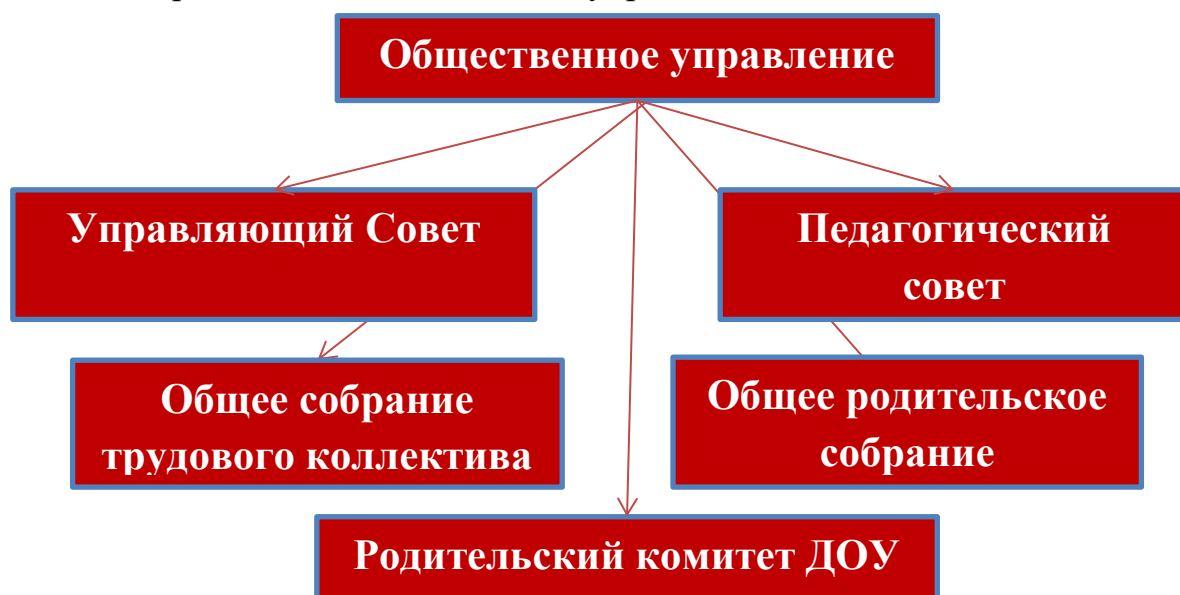 Общественное управление
Управляющий Совет
Педагогический
совет
Общее собрание
трудового коллектива
Общее родительское
собрание
Родительский комитет ДОУ